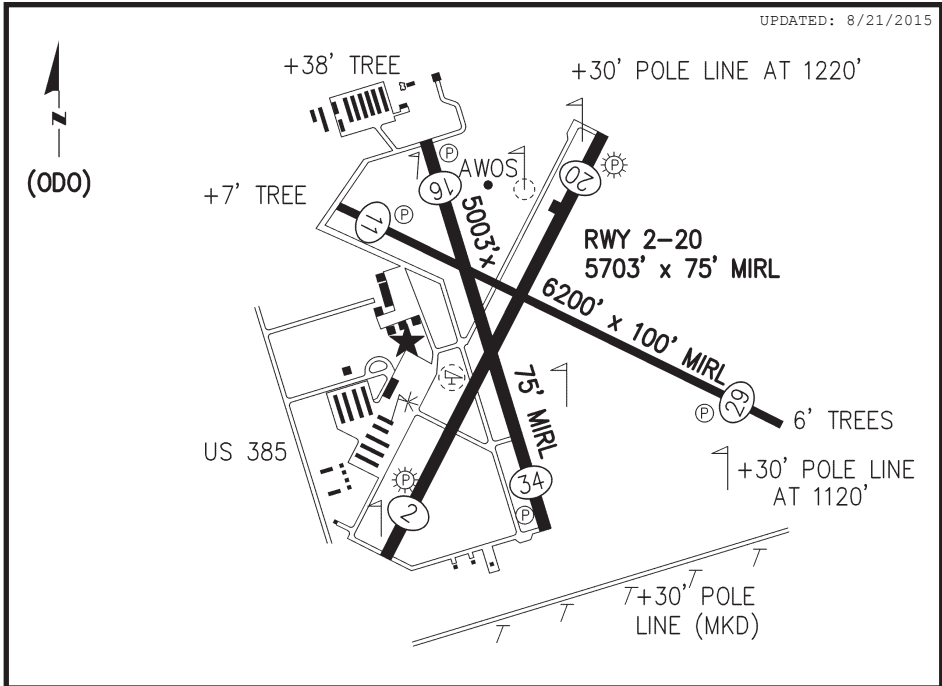 UPDATED: 8/21/2015
+38' TREE
+30' POLE LINE AT 1220'
N
(ODO)
P
AWOS
P
20
16
+7' TREE
11
P
5003' x
RWY 2-20
5703' x 75' MIRL
6200' x 100' MIRL
75' MIRL
P
29
6' TREES
US 385
+30' POLE LINE
AT 1120'
P
2
34
P
+30' POLE
LINE (MKD)